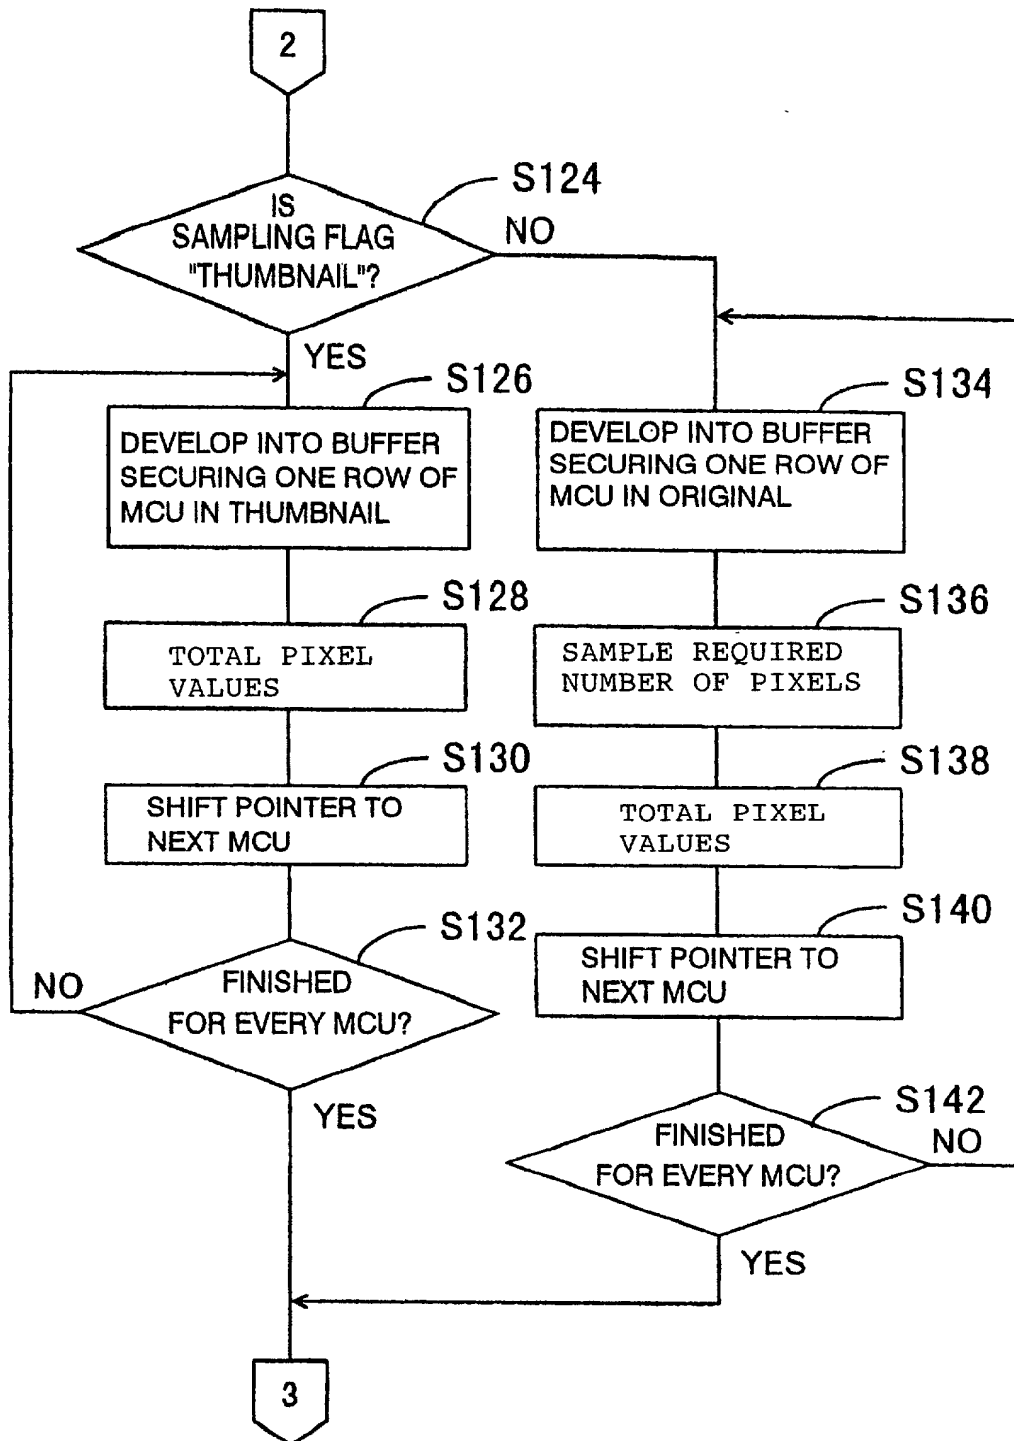 2
S124
IS
SAMPLING FLAG
"THUMBNAIL"?
NO
YES
S126
DEVELOP INTO BUFFER
SECURING ONE ROW OF
MCU IN THUMBNAIL
S128
TOTAL PIXEL
VALUES
S130
SHIFT POINTER TO
NEXT MCU
S132
FINISHED
FOR EVERY MCU?
NO
YES
S134
DEVELOP INTO BUFFER
SECURING ONE ROW OF
MCU IN ORIGINAL
S136
SAMPLE REQUIRED
NUMBER OF PIXELS
S138
TOTAL PIXEL
VALUES
S140
SHIFT POINTER TO
NEXT MCU
S142
FINISHED
FOR EVERY MCU?
NO
YES
3